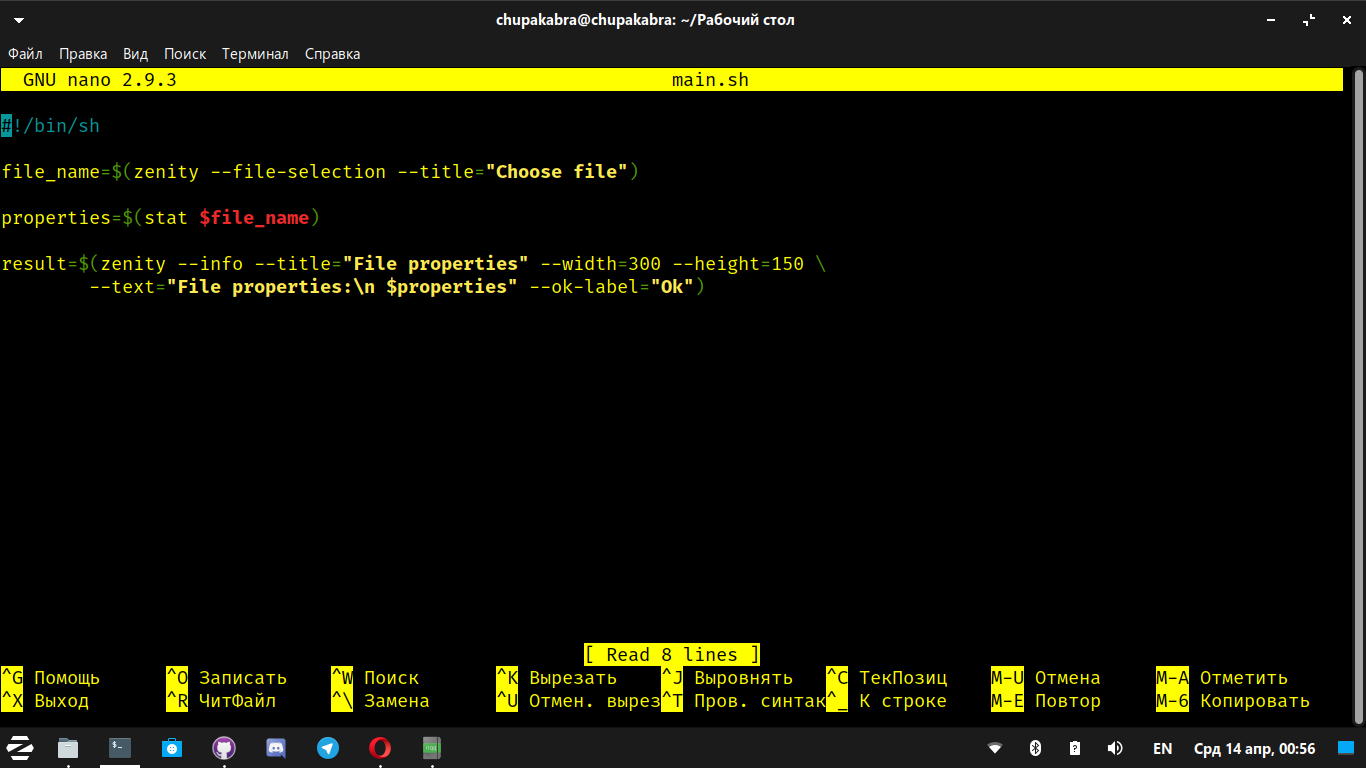 chupakabra@chupakabra: ~/Рабочий стол
Файл Правка Вид Поиск Терминал Справка
GNU nano 2.9.3 main.sh
#!/bin/sh
file_name=$(zenity --file-selection --title="Choose file")
properties=$(stat $file_name)
result=$(zenity --info --title="File properties" --width=300 --height=150 \
--text="File properties:\n $properties" --ok-label="Ok")
[ Read 8 lines ]
^G Помощь ^O Записать ^W Поиск ^K Вырезать ^J Выровнять ^C ТекПозиц M-U Отмена M-A Отметить
^X Выход ^R ЧитФайл ^\ Замена ^U Отмен. вырез ^T Пров. синтак ^_ К строке M-E Повтор M-6 Копировать
EN Срд 14 апр, 00:56